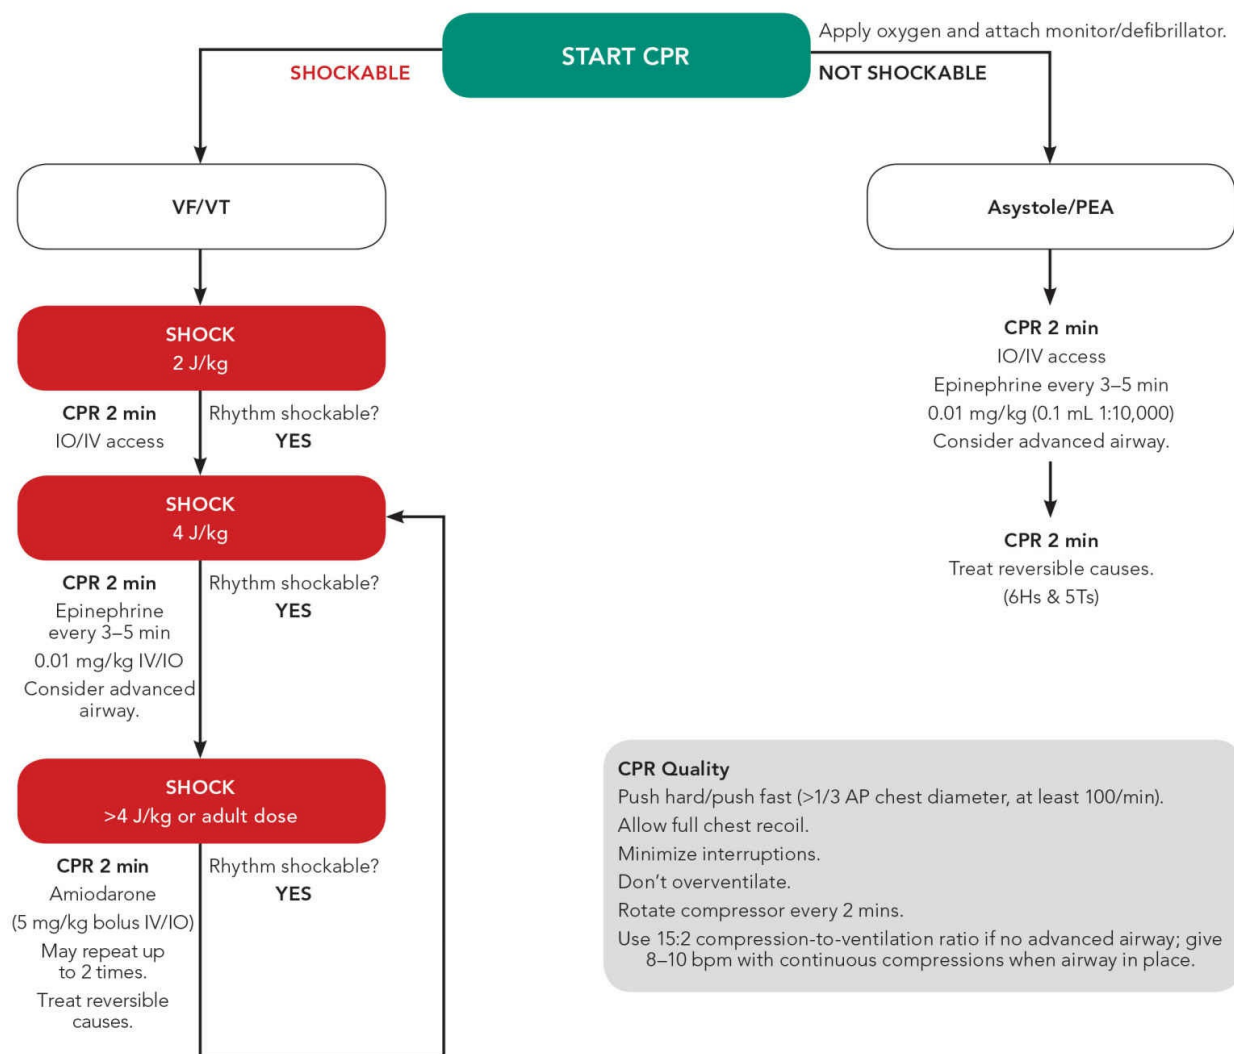 Apply oxygen and attach monitor/defibrillator.
START CPR
SHOCKABLE
NOT SHOCKABLE
VF/VT
SHOCK
2 J/kg
CPR 2 min
IO/IV access
Rhythm shockable?
YES
SHOCK
4 J/kg
CPR 2 min
Epinephrine
every 3–5 min
0.01 mg/kg IV/IO
Consider advanced
airway.
Rhythm shockable?
YES
SHOCK
>4 J/kg or adult dose
CPR 2 min
Amiodarone
(5 mg/kg bolus IV/IO)
May repeat up
to 2 times.
Treat reversible
causes.
Rhythm shockable?
YES
Asystole/PEA
CPR 2 min
IO/IV access
Epinephrine every 3–5 min
0.01 mg/kg (0.1 mL 1:10,000)
Consider advanced airway.
CPR 2 min
Treat reversible causes.
(6Hs & 5Ts)
CPR Quality
Push hard/push fast (>1/3 AP chest diameter, at least 100/min).
Allow full chest recoil.
Minimize interruptions.
Don’t overventilate.
Rotate compressor every 2 mins.
Use 15:2 compression-to-ventilation ratio if no advanced airway; give
8–10 bpm with continuous compressions when airway in place.